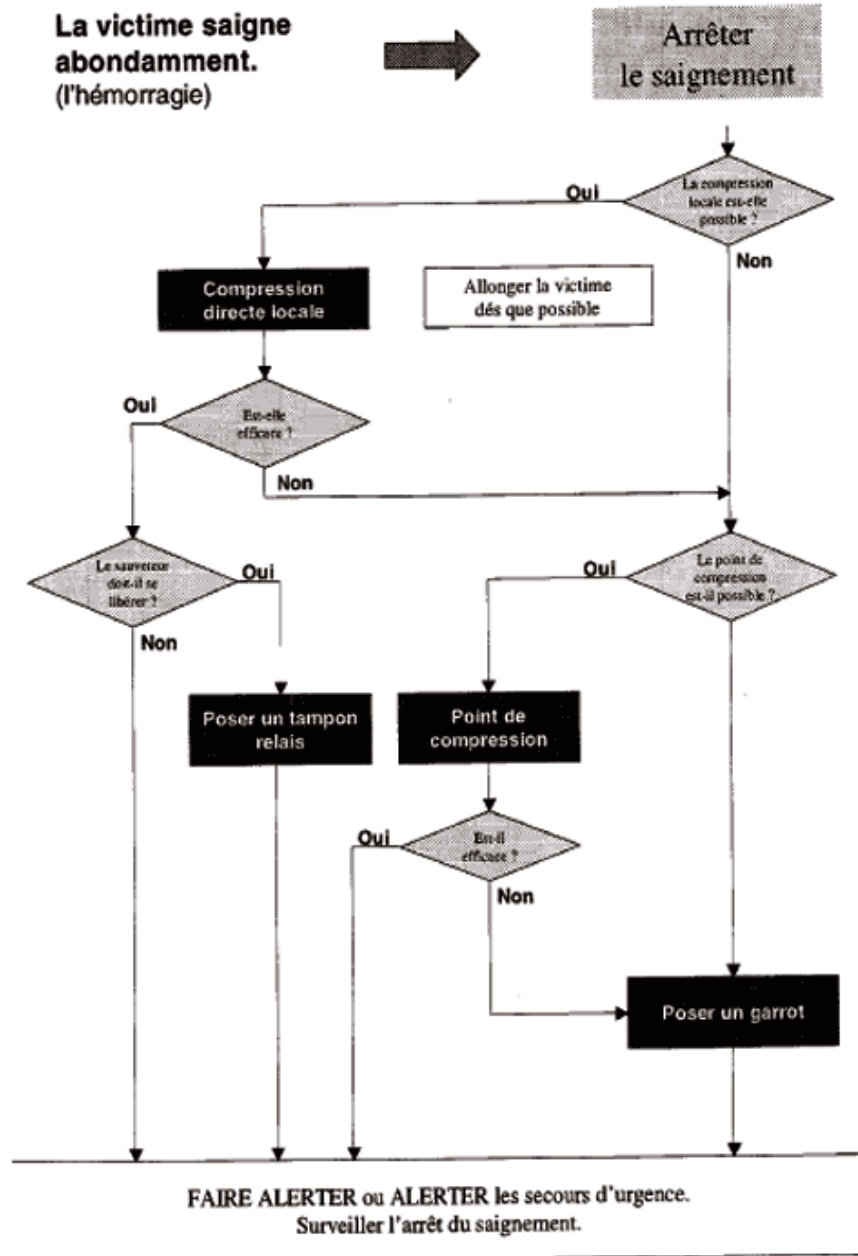 La victime saigne
abondamment.
(l'hémorragie)
Arrêter
le saignement
La compression
locale est-elle
possible ?
Oui
Non
Compression
directe locale
Allonger la victime
dés que possible
Est-elle
efficace ?
Oui
Non
Le sauveteur
doit-il se
libérer ?
Oui
Non
Le point de
compression
est-il possible ?
Oui
Poser un tampon
relais
Point de
compression
Est-il
efficace ?
Oui
Non
Poser un garrot
FAIRE ALERTER ou ALERTER les secours d'urgence.
Surveiller l'arrêt du saignement.